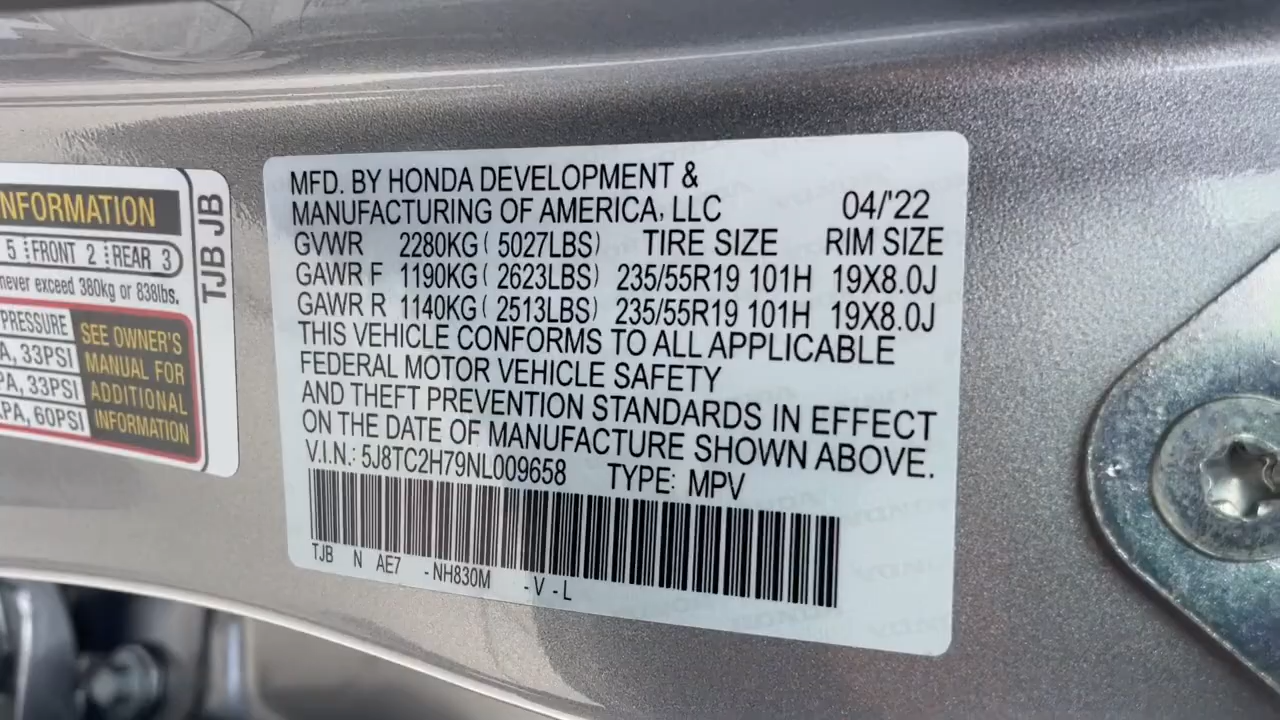 NFORMATION
5 FRONT 2 REAR 3
never exceed 380kg or 838lbs.
PRESSURE
A, 33PSI
PA, 33PSI
KPA, 60PSI
SEE OWNER'S
MANUAL FOR
ADDITIONAL
INFORMATION
TJB JB
MFD. BY HONDA DEVELOPMENT &
MANUFACTURING OF AMERICA, LLC 04/'22
GVWR 2280KG ( 5027LBS) TIRE SIZE RIM SIZE
GAWR F 1190KG ( 2623LBS) 235/55R19 101H 19X8.0J
GAWR R 1140KG ( 2513LBS) 235/55R19 101H 19X8.0J
THIS VEHICLE CONFORMS TO ALL APPLICABLE
FEDERAL MOTOR VEHICLE SAFETY
AND THEFT PREVENTION STANDARDS IN EFFECT
ON THE DATE OF MANUFACTURE SHOWN ABOVE.
V.I.N.: 5J8TC2H79NL009658 TYPE: MPV
TJB N AE7 -NH830M -V -L